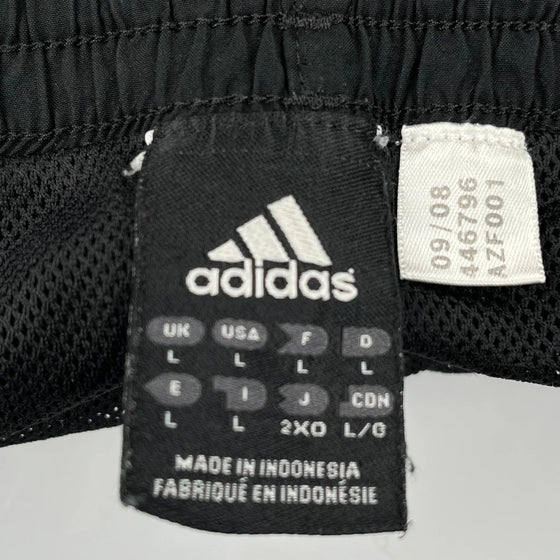 adidas
UK USA F D
L L L L
E I J CDN
L L 2XO L/G
MADE IN INDONESIA
FABRIQUÉ EN INDONÉSIE
09/08
446796
AZF001